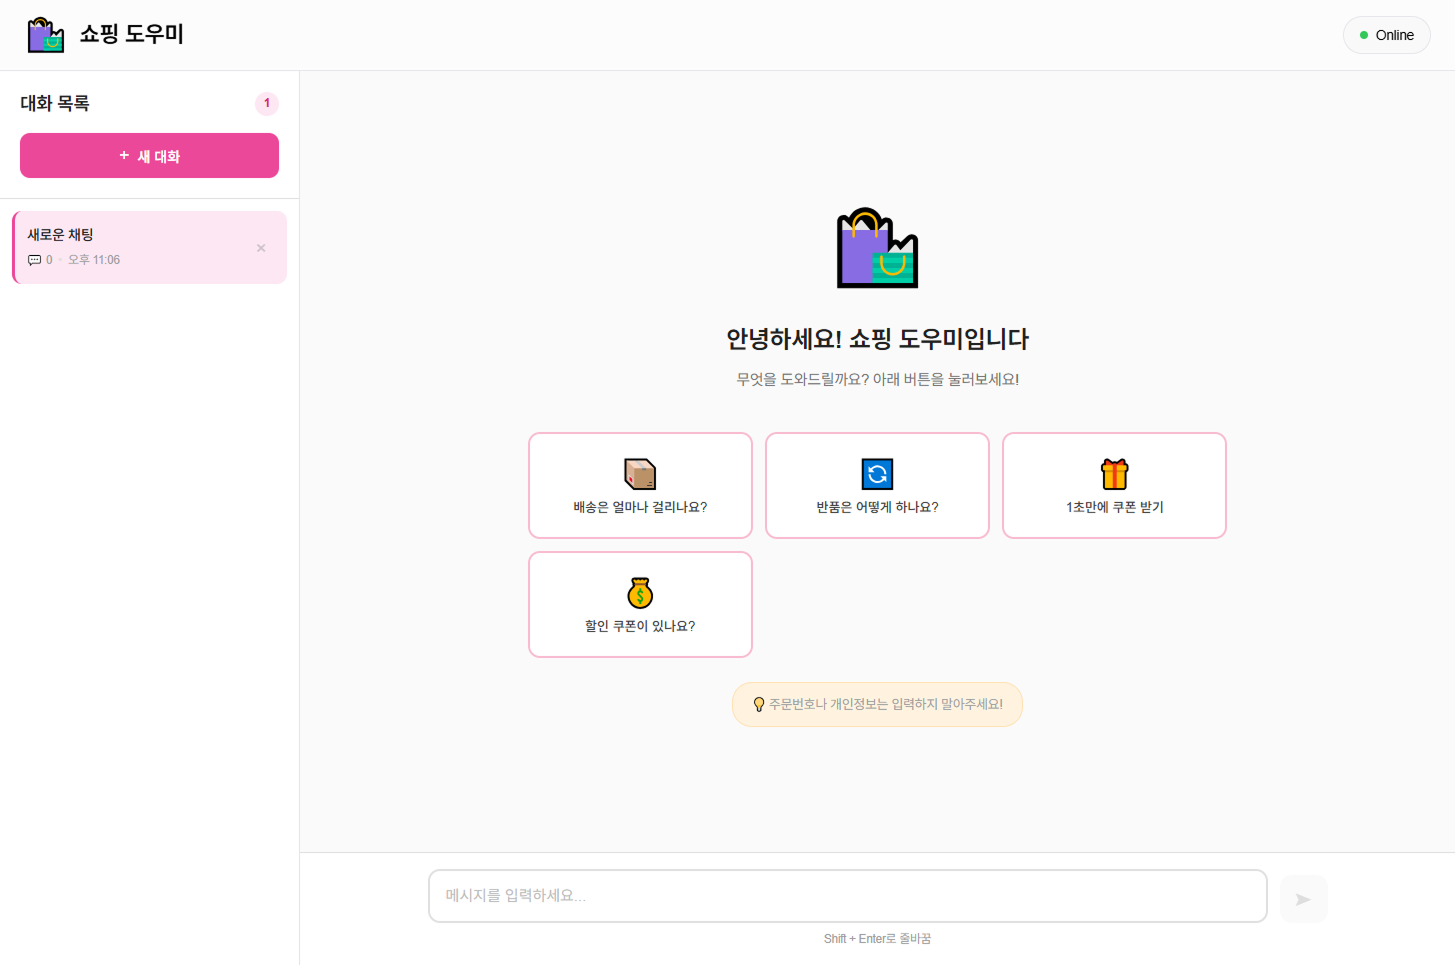 쇼핑 도우미
Online
대화 목록
1
+ 새 대화
새로운 채팅
0 · 오후 11:06
×
안녕하세요! 쇼핑 도우미입니다
무엇을 도와드릴까요? 아래 버튼을 눌러보세요!
배송은 얼마나 걸리나요?
반품은 어떻게 하나요?
1초만에 쿠폰 받기
할인 쿠폰이 있나요?
주문번호나 개인정보는 입력하지 말아주세요!
메시지를 입력하세요...
Shift + Enter로 줄바꿈